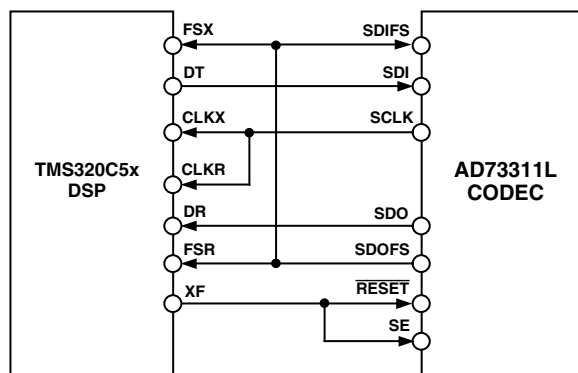 FSX SDIFS
DT SDI
CLKX SCLK
CLKR
TMS320C5x
DSP
AD73311L
CODEC
DR SDO
FSR SDOFS
XF RESET
SE